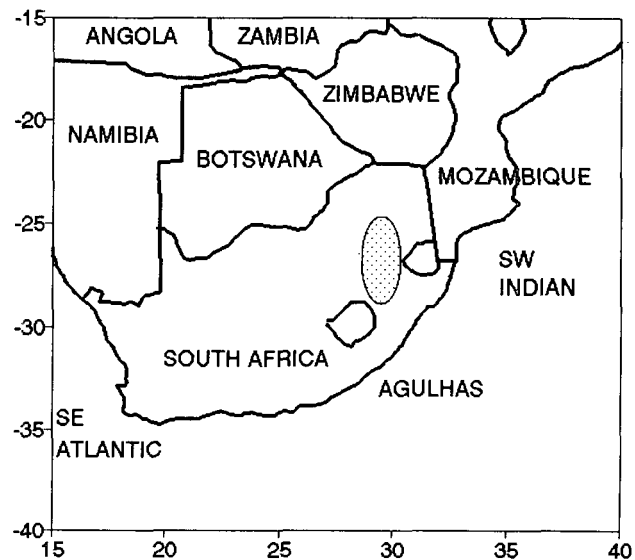 -15
ANGOLA
ZAMBIA
ZIMBABWE
-20
NAMIBIA
BOTSWANA
MOZAMBIQUE
-25
SW
INDIAN
-30
SOUTH AFRICA
AGULHAS
-35
SE
ATLANTIC
-40
15 20 25 30 35 40